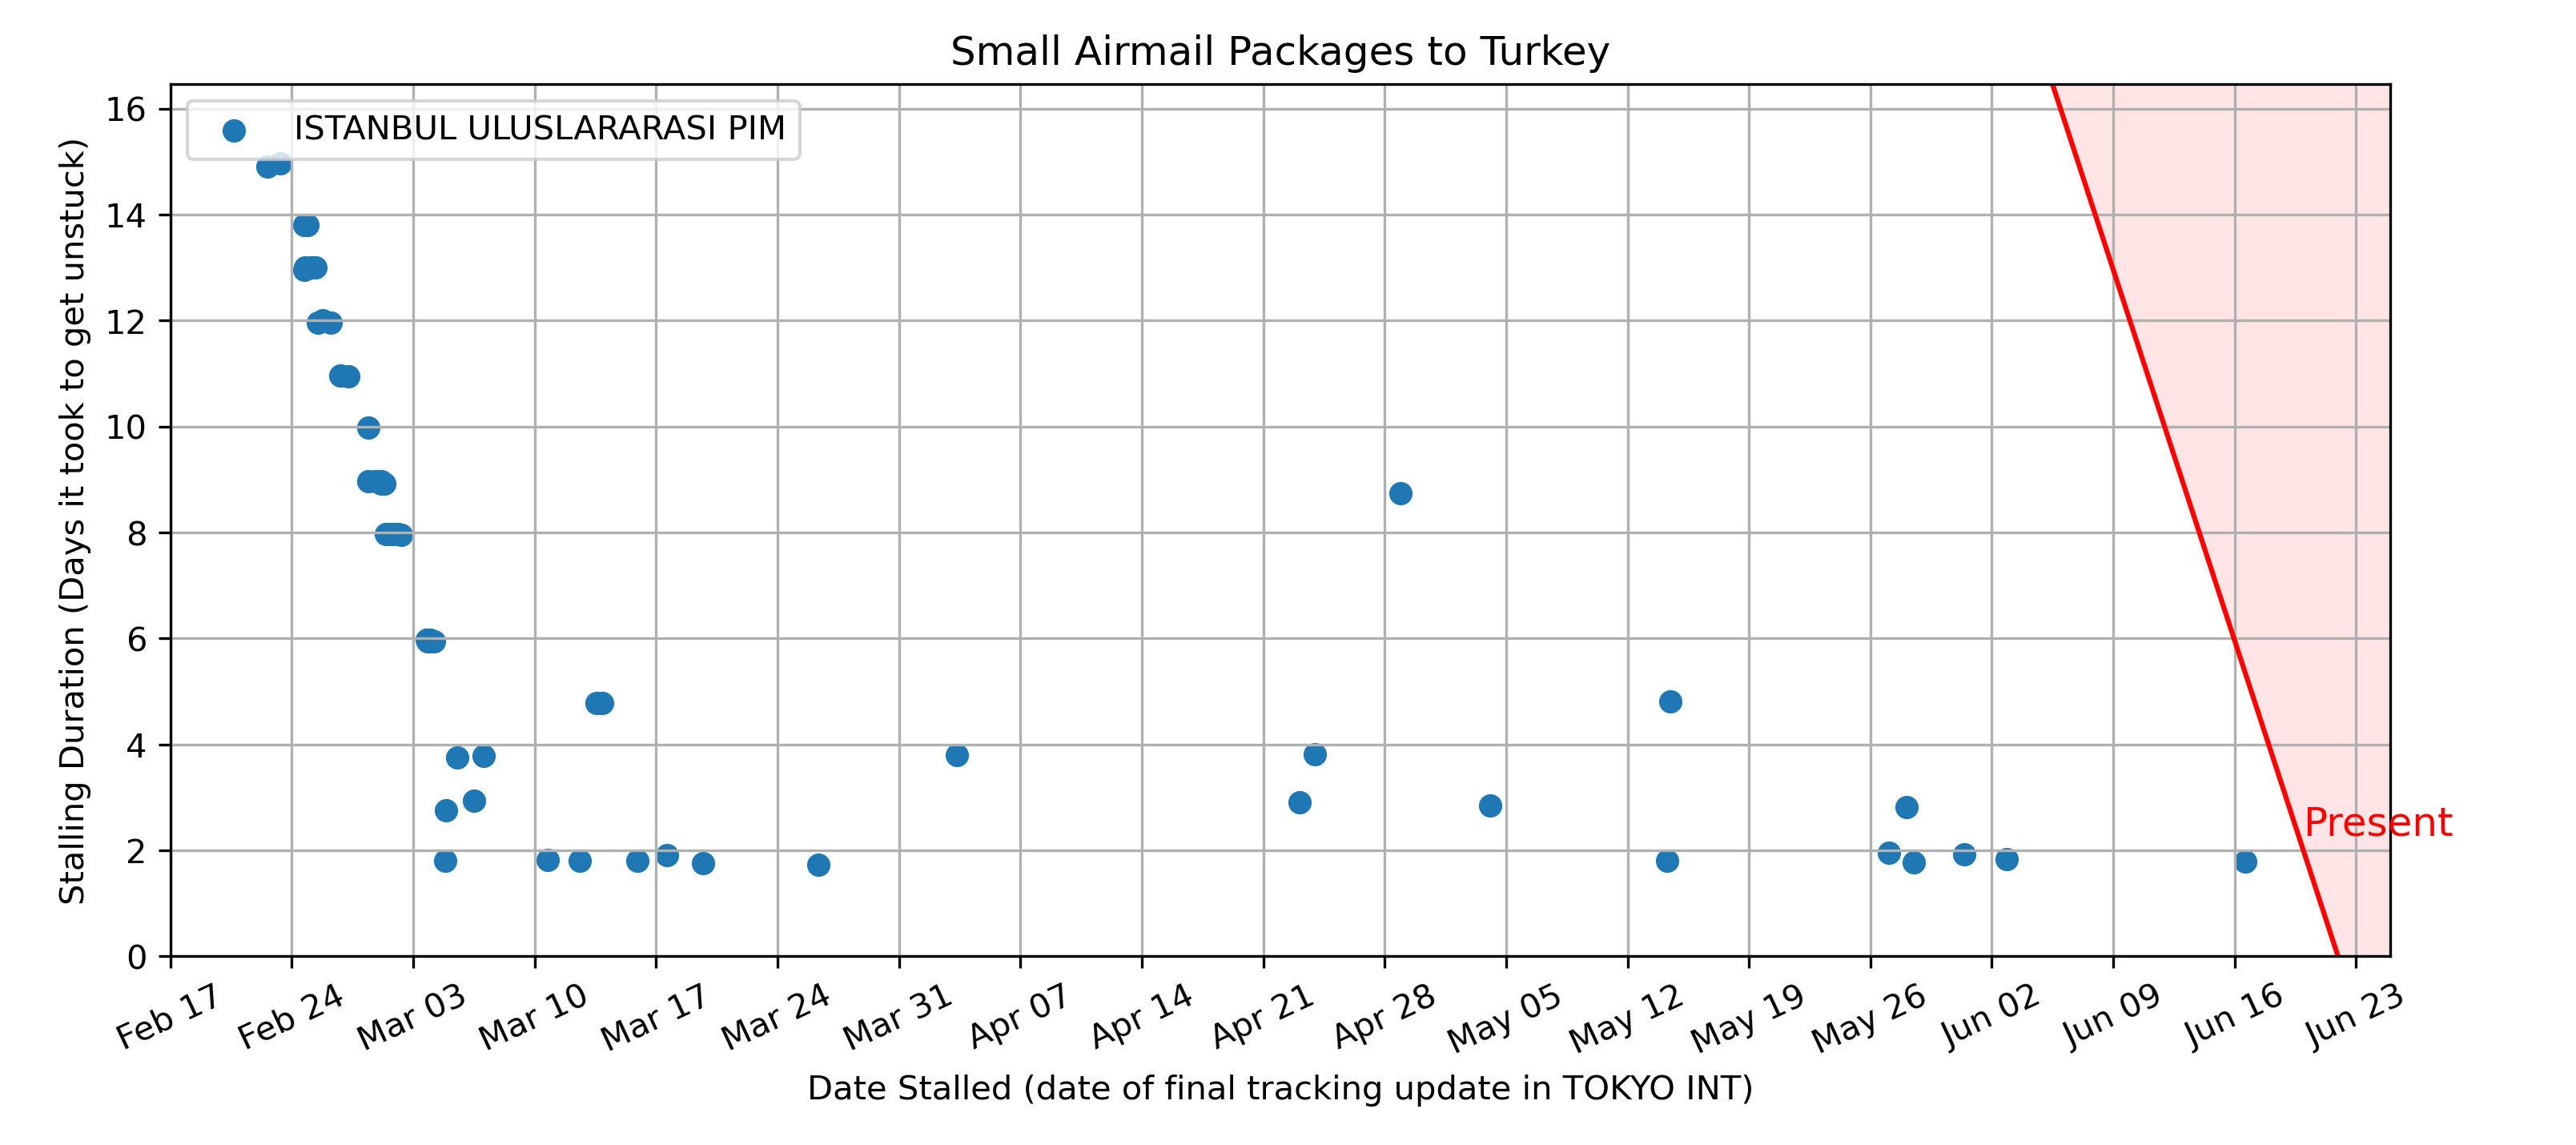 Small Airmail Packages to Turkey
ISTANBUL ULUSLARARASI PIM
Stalling Duration (Days it took to get unstuck)
16
14
12
10
8
6
4
2
0
Present
Feb 17
Feb 24
Mar 03
Mar 10
Mar 17
Mar 24
Mar 31
Apr 07
Apr 14
Apr 21
Apr 28
May 05
May 12
May 19
May 26
Jun 02
Jun 09
Jun 16
Jun 23
Date Stalled (date of final tracking update in TOKYO INT)